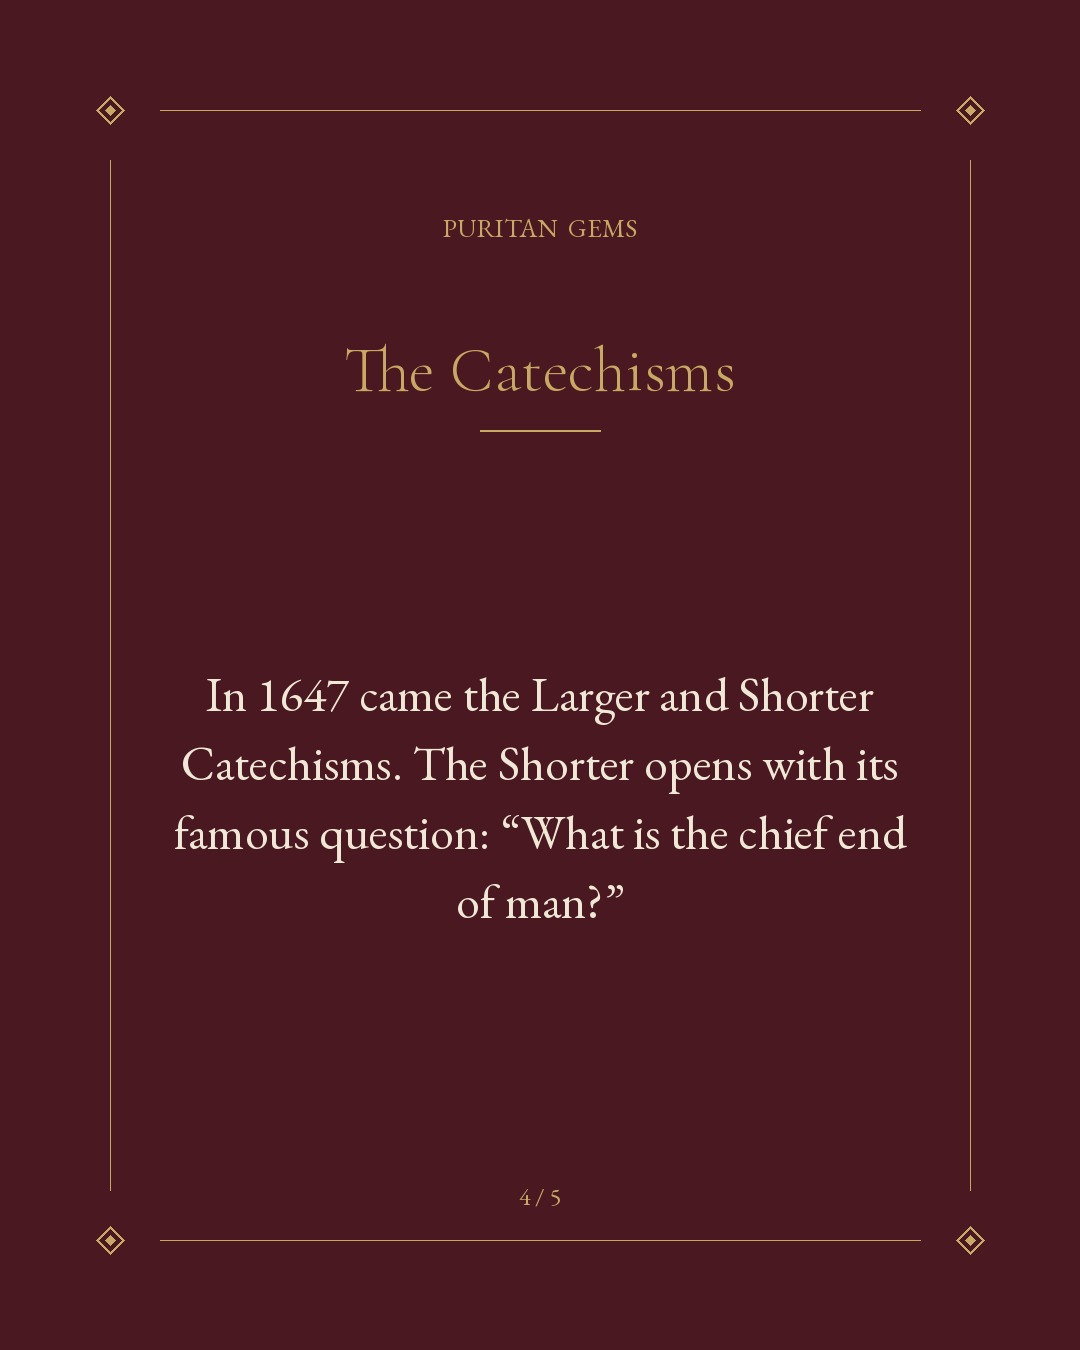 PURITAN GEMS
The Catechisms
In 1647 came the Larger and Shorter
Catechisms. The Shorter opens with its
famous question: “What is the chief end
of man?”
4 / 5